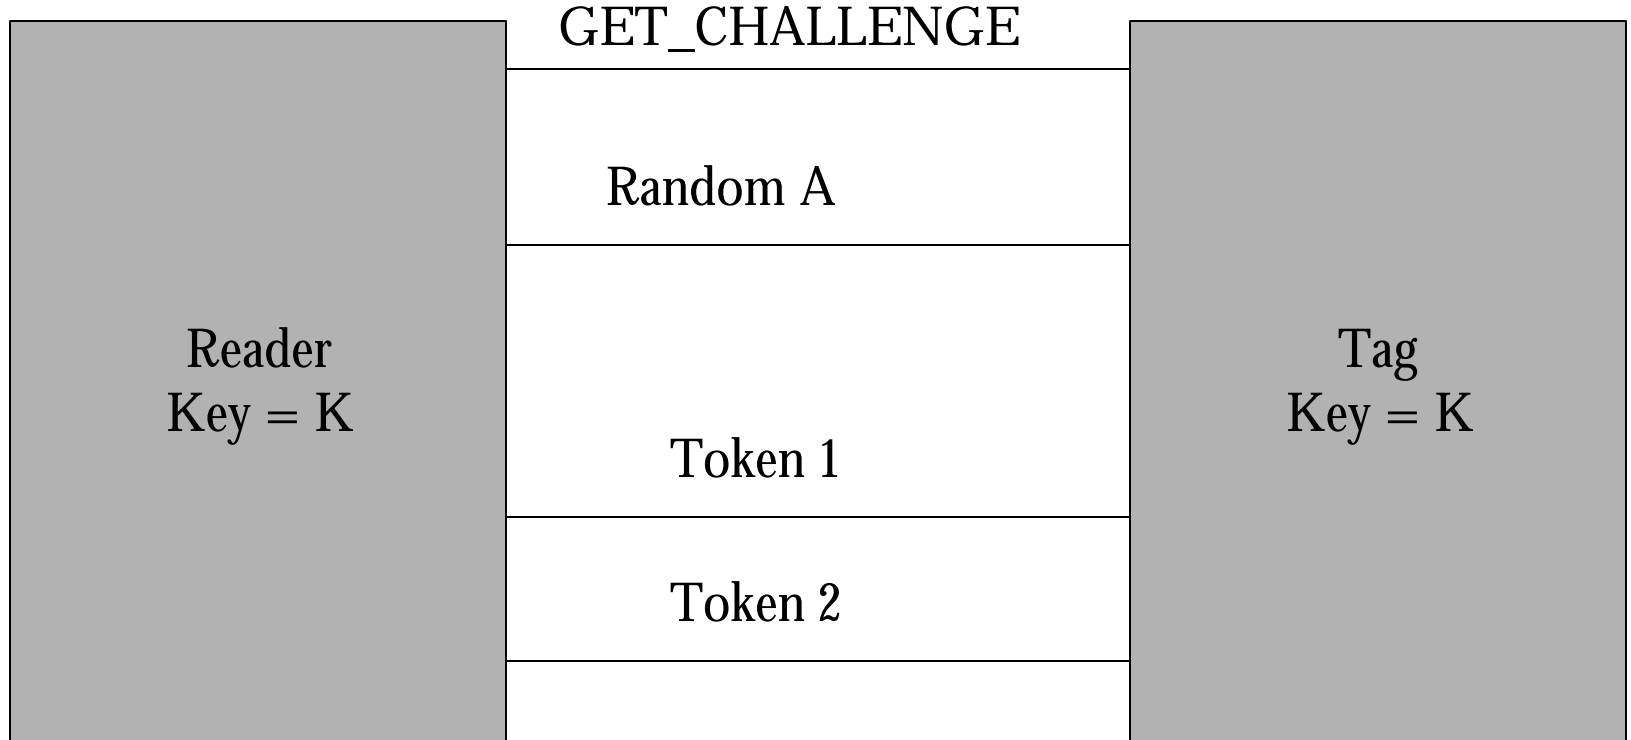 GET_CHALLENGE
Random A
Reader
Key = K
Tag
Key = K
Token 1
Token 2